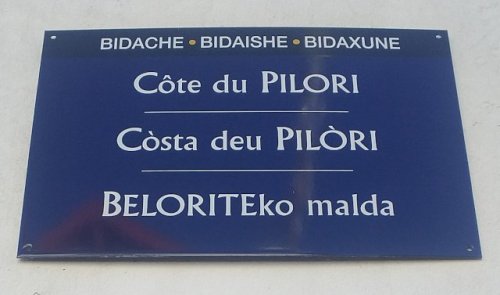 BIDACHE • BIDAISHE • BIDAXUNE
Côte du PILORI
Còsta deu PILÒRI
BELORITEko malda